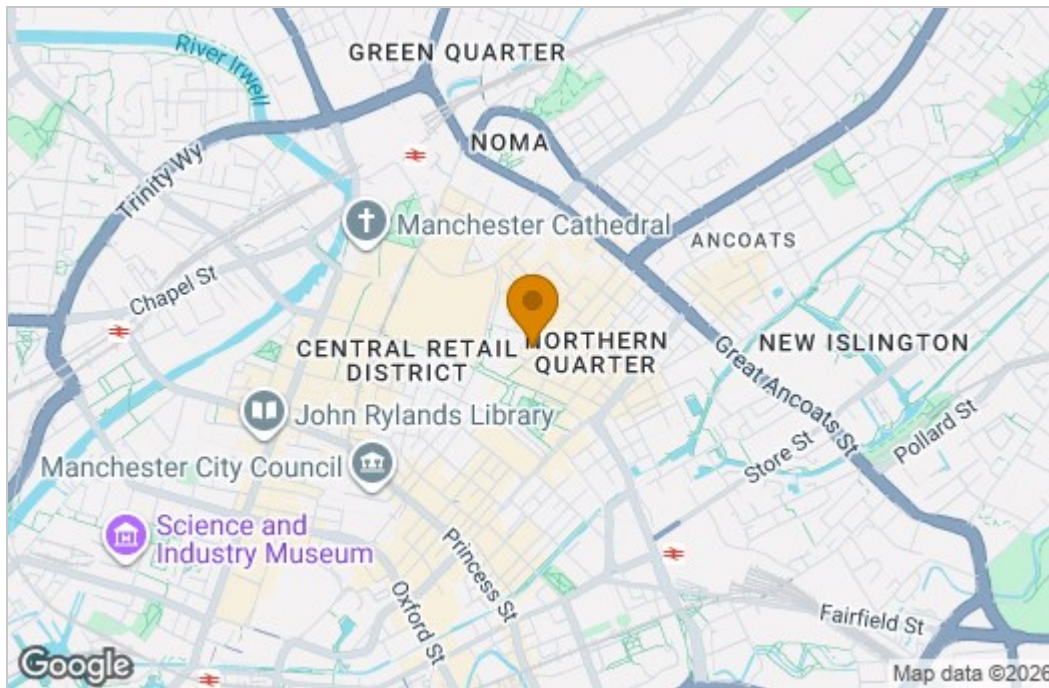 GREEN QUARTER
River Irwell
NOMA
Trinity Wy
Manchester Cathedral
ANCOATS
Chapel St
NORTHERN
QUARTER
CENTRAL RETAIL
DISTRICT
NEW ISLINGTON
Great Ancoats St
John Rylands Library
Pollard St
Store St
Manchester City Council
Science and
Industry Museum
Princess St
Oxford St
Fairfield St
Google
Map data ©2026